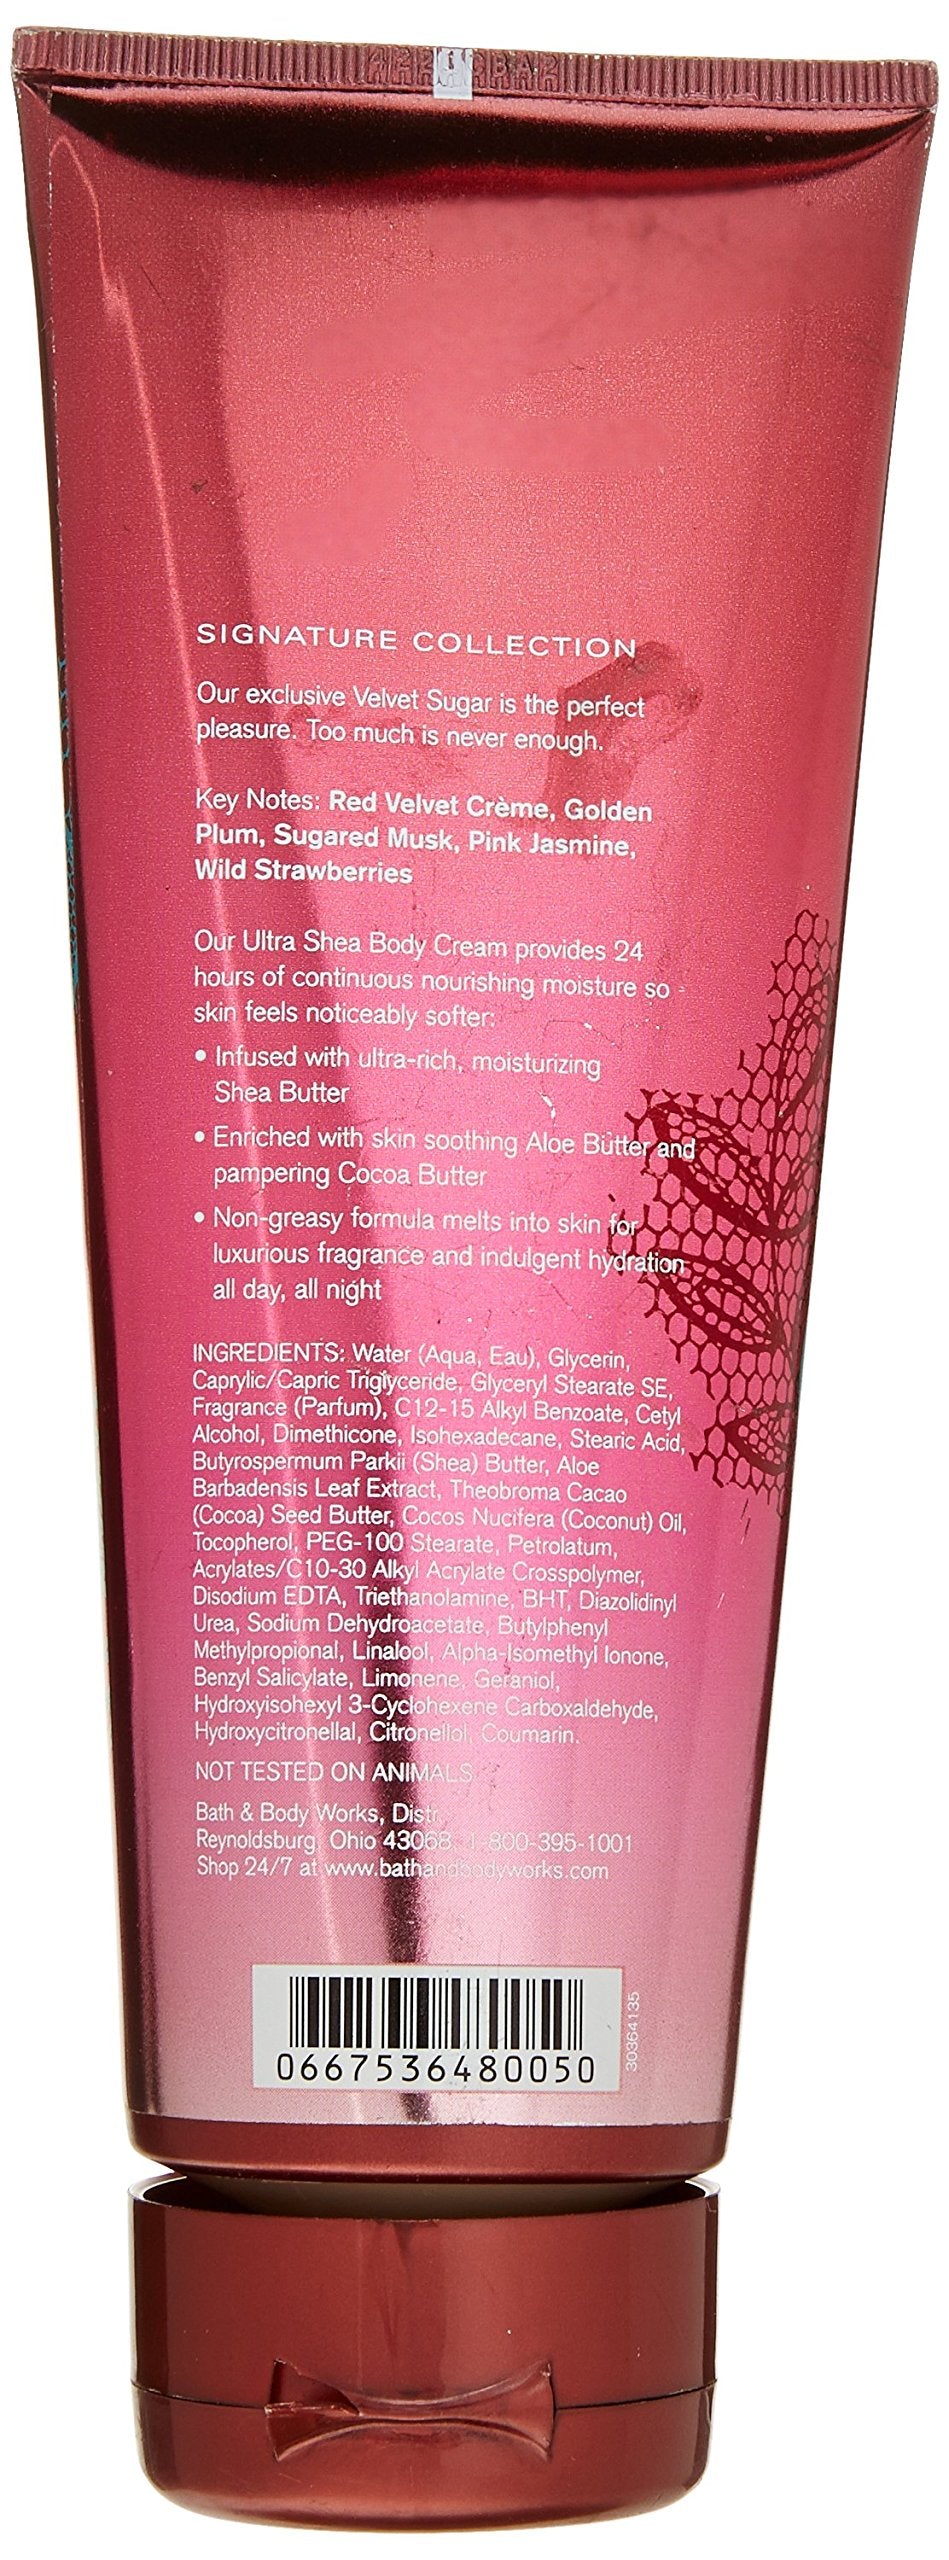 SIGNATURE COLLECTION
Our exclusive Velvet Sugar is the perfect
pleasure. Too much is never enough.
Key Notes: Red Velvet Crème, Golden
Plum, Sugared Musk, Pink Jasmine,
Wild Strawberries
Our Ultra Shea Body Cream provides 24
hours of continuous nourishing moisture so
skin feels noticeably softer:
• Infused with ultra-rich, moisturizing
Shea Butter
• Enriched with skin soothing Aloe Butter and
pampering Cocoa Butter
• Non-greasy formula melts into skin for
luxurious fragrance and indulgent hydration
all day, all night
INGREDIENTS: Water (Aqua, Eau), Glycerin,
Caprylic/Capric Triglyceride, Glyceryl Stearate SE,
Fragrance (Parfum), C12-15 Alkyl Benzoate, Cetyl
Alcohol, Dimethicone, Isohexadecane, Stearic Acid,
Butyrospermum Parkii (Shea) Butter, Aloe
Barbadensis Leaf Extract, Theobroma Cacao
(Cocoa) Seed Butter, Cocos Nucifera (Coconut) Oil,
Tocopherol, PEG-100 Stearate, Petrolatum,
Acrylates/C10-30 Alkyl Acrylate Crosspolymer,
Disodium EDTA, Triethanolamine, BHT, Diazolidinyl
Urea, Sodium Dehydroacetate, Butylphenyl
Methylpropional, Linalool, Alpha-Isomethyl Ionone,
Benzyl Salicylate, Limonene, Geraniol,
Hydroxyisohexyl 3-Cyclohexene Carboxaldehyde,
Hydroxycitronellal, Citronellol, Coumarin.
NOT TESTED ON ANIMALS
Bath & Body Works, Distr.
Reynoldsburg, Ohio 43068 1-800-395-1001
Shop 24/7 at www.bathandbodyworks.com
0667536480050
30364135